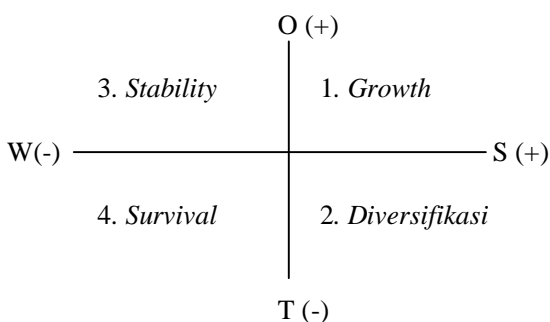 O (+)
3. Stability
1. Growth
W(-)
S (+)
4. Survival
2. Diversifikasi
T (-)